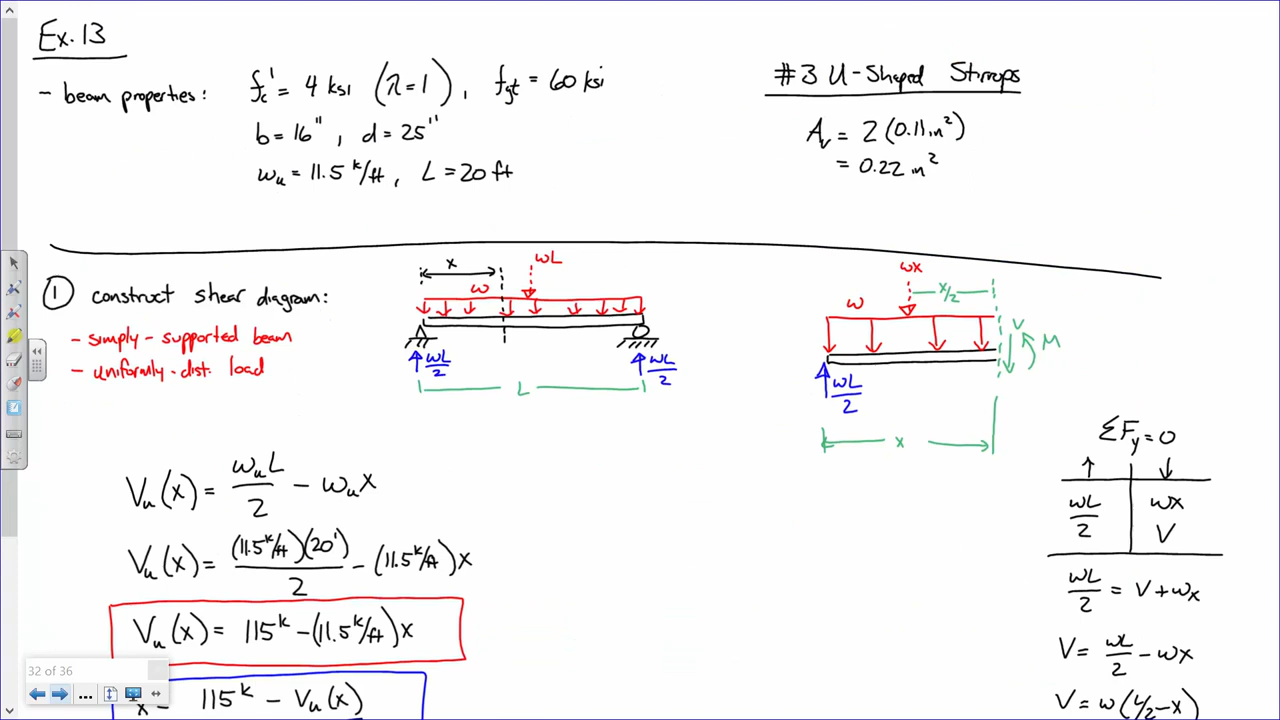 Ex. 13
- beam properties: f'c = 4 ksi (λ=1), fyt = 60 ksi
b = 16", d = 25"
wu = 11.5 k/ft, L = 20 ft
#3 U-Shaped Stirrups
Av = 2 (0.11 in²)
= 0.22 in²
① construct shear diagram:
- simply-supported beam
- uniformly-dist. load
x
wL
w
wL/2
wL/2
L
wx
x/2
w
V
M
wL/2
x
ΣFy = 0
↑ ↓
wL/2 wx
V
wL/2 = V + wx
V = wL/2 - wx
V = w(L/2 - x)
Vu(x) = wuL/2 - wux
Vu(x) = (11.5 k/ft)(20')/2 - (11.5 k/ft)x
Vu(x) = 115k - (11.5 k/ft)x
x = 115k - Vu(x)
32 of 36
...